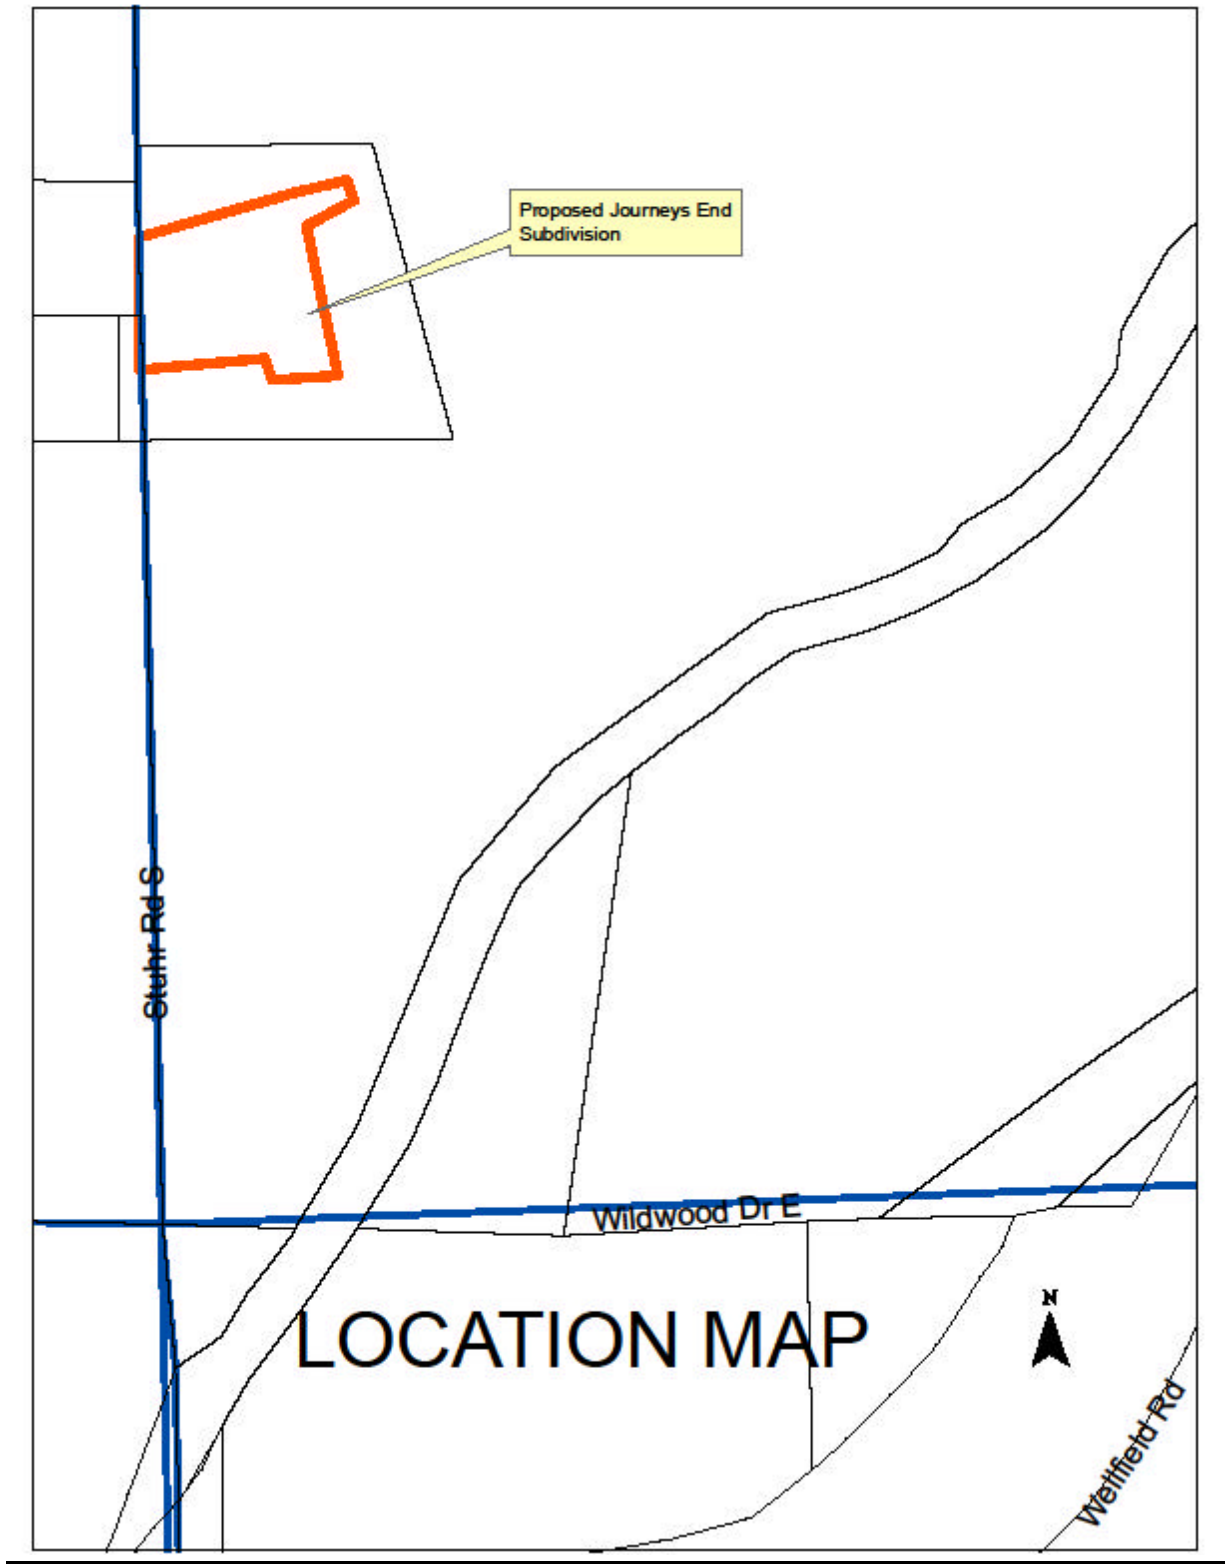 Proposed Journeys End
Subdivision
Stuhr Rd S
Wildwood Dr E
LOCATION MAP
N
Wellfield Rd